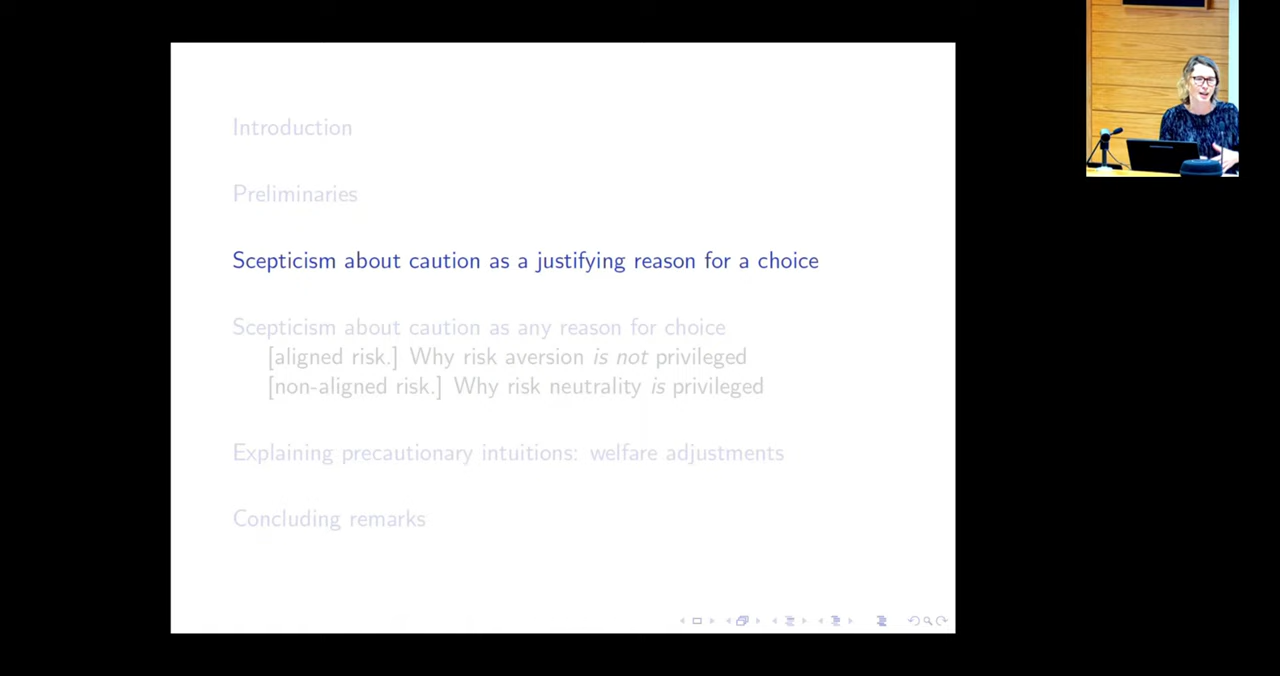 Introduction
Preliminaries
Scepticism about caution as a justifying reason for a choice
Scepticism about caution as any reason for choice
[aligned risk.] Why risk aversion is not privileged
[non-aligned risk.] Why risk neutrality is privileged
Explaining precautionary intuitions: welfare adjustments
Concluding remarks